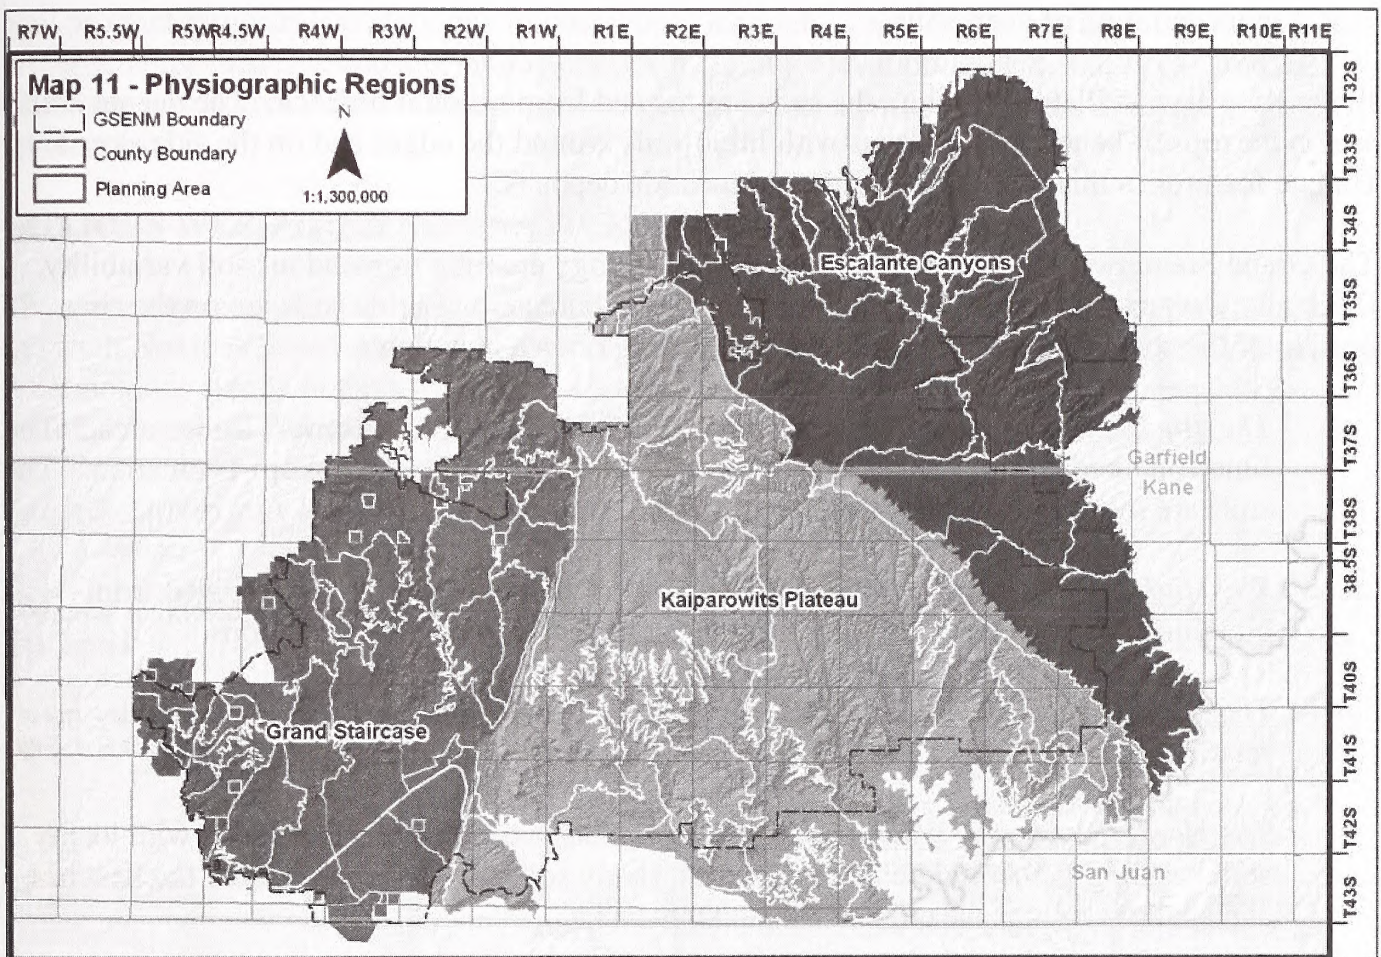 R7W R5.5W R5W R4.5W R4W R3W R2W R1W R1E R2E R3E R4E R5E R6E R7E R8E R9E R10E R11E
Map 11 - Physiographic Regions
GSENM Boundary
County Boundary
Planning Area
N
1:1,300,000
T32S
T33S
T34S
T35S
T36S
T37S
T38S
38.5S
T40S
T41S
T42S
T43S
Escalante Canyons
Garfield
Kane
Kaiparowits Plateau
Grand Staircase
San Juan